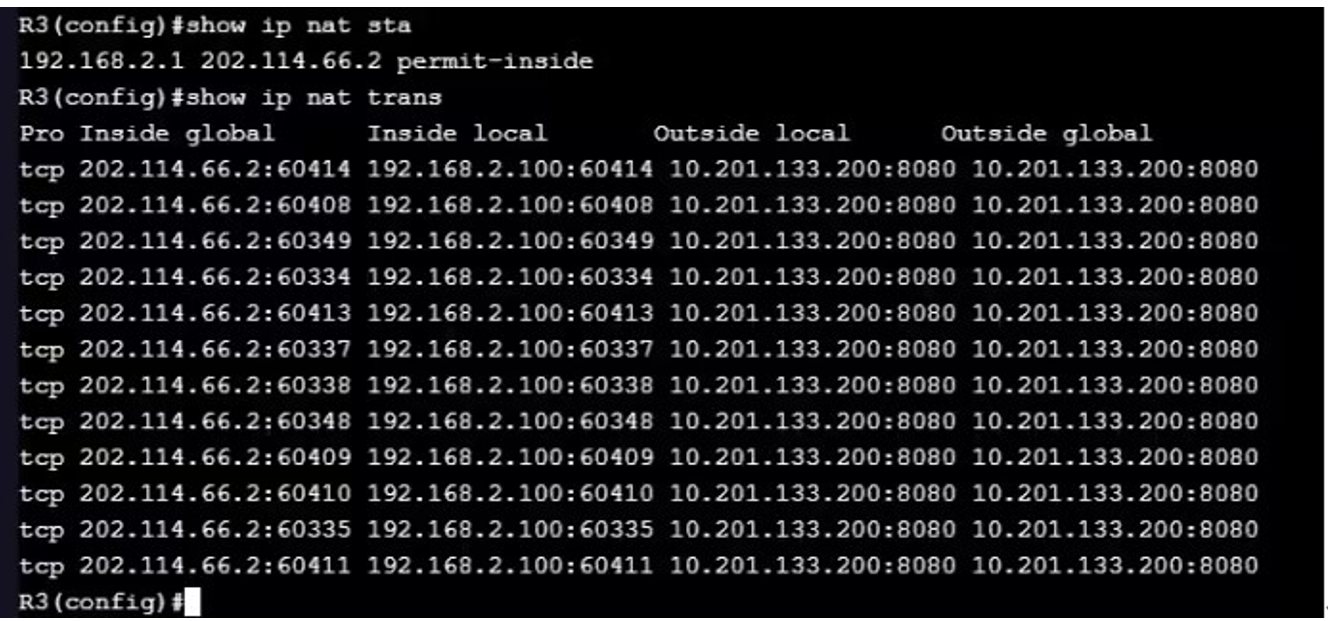 R3(config)#show ip nat sta
192.168.2.1 202.114.66.2 permit-inside
R3(config)#show ip nat trans
Pro Inside global Inside local Outside local Outside global
tcp 202.114.66.2:60414 192.168.2.100:60414 10.201.133.200:8080 10.201.133.200:8080
tcp 202.114.66.2:60408 192.168.2.100:60408 10.201.133.200:8080 10.201.133.200:8080
tcp 202.114.66.2:60349 192.168.2.100:60349 10.201.133.200:8080 10.201.133.200:8080
tcp 202.114.66.2:60334 192.168.2.100:60334 10.201.133.200:8080 10.201.133.200:8080
tcp 202.114.66.2:60413 192.168.2.100:60413 10.201.133.200:8080 10.201.133.200:8080
tcp 202.114.66.2:60337 192.168.2.100:60337 10.201.133.200:8080 10.201.133.200:8080
tcp 202.114.66.2:60338 192.168.2.100:60338 10.201.133.200:8080 10.201.133.200:8080
tcp 202.114.66.2:60348 192.168.2.100:60348 10.201.133.200:8080 10.201.133.200:8080
tcp 202.114.66.2:60409 192.168.2.100:60409 10.201.133.200:8080 10.201.133.200:8080
tcp 202.114.66.2:60410 192.168.2.100:60410 10.201.133.200:8080 10.201.133.200:8080
tcp 202.114.66.2:60335 192.168.2.100:60335 10.201.133.200:8080 10.201.133.200:8080
tcp 202.114.66.2:60411 192.168.2.100:60411 10.201.133.200:8080 10.201.133.200:8080
R3(config)#